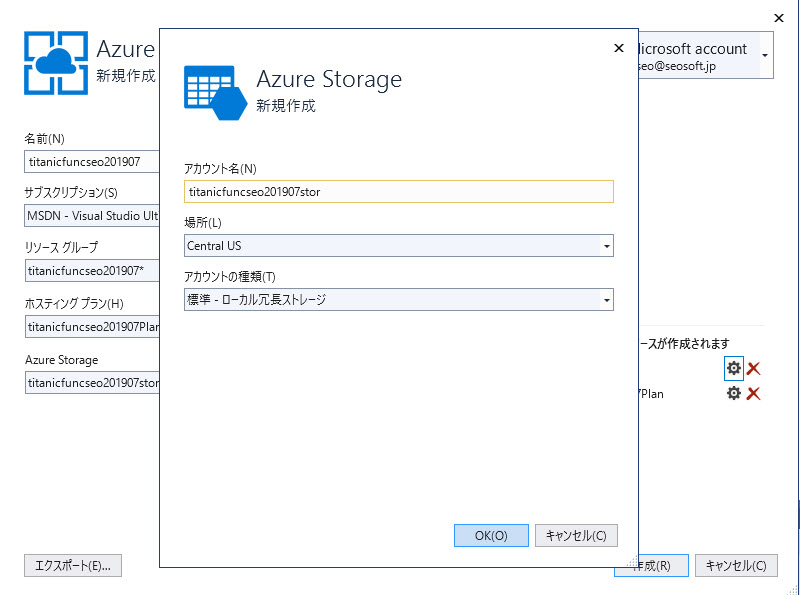 Azure
新規作成
Microsoft account
seo@seosoft.jp
名前(N)
titanicfuncseo201907
サブスクリプション(S)
MSDN - Visual Studio Ult
リソース グループ
titanicfuncseo201907*
ホスティング プラン(H)
titanicfuncseo201907Plan
Azure Storage
titanicfuncseo201907stor
エクスポート(E)...
Azure Storage
新規作成
アカウント名(N)
titanicfuncseo201907stor
場所(L)
Central US
アカウントの種類(T)
標準 - ローカル冗長ストレージ
OK(O)
キャンセル(C)
ースが作成されます
7Plan
作成(R)
キャンセル(C)